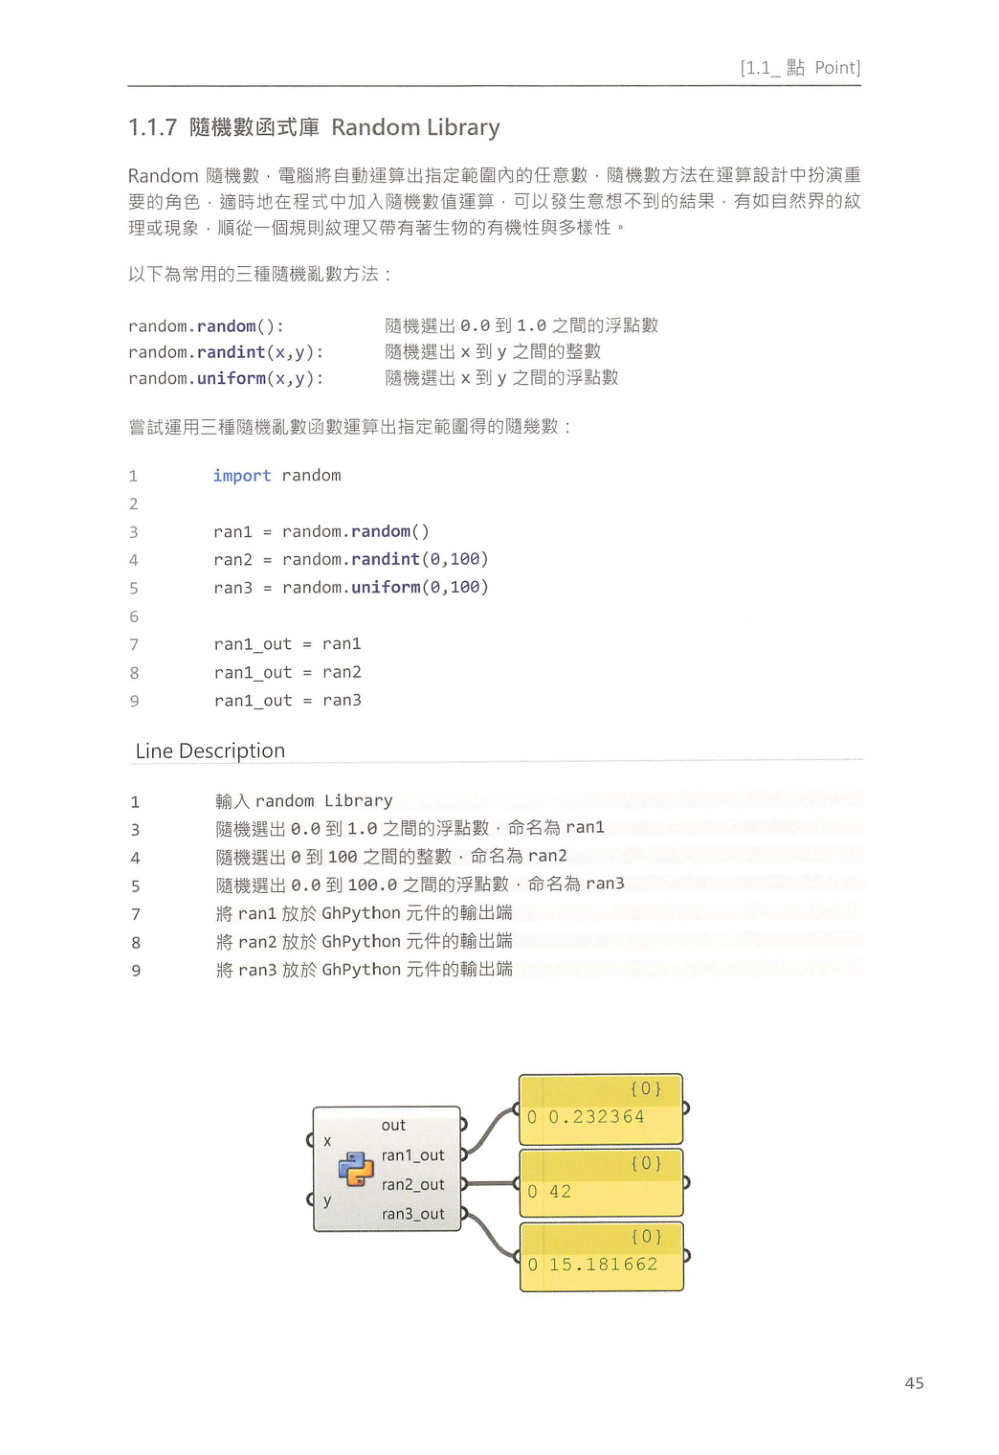 [1.1_ 點 Point]
1.1.7 隨機數函式庫 Random Library
Random 隨機數，電腦將自動運算出指定範圍內的任意數，隨機數方法在運算設計中扮演重
要的角色，適時地在程式中加入隨機數值運算，可以發生意想不到的結果，有如自然界的紋
理或現象，順從一個規則紋理又帶有著生物的有機性與多樣性。
以下為常用的三種隨機亂數方法：
random.random(): 隨機選出 0.0 到 1.0 之間的浮點數
random.randint(x,y): 隨機選出 x 到 y 之間的整數
random.uniform(x,y): 隨機選出 x 到 y 之間的浮點數
嘗試運用三種隨機亂數函數運算出指定範圍得的隨幾數：
1 import random
2
3 ran1 = random.random()
4 ran2 = random.randint(0,100)
5 ran3 = random.uniform(0,100)
6
7 ran1_out = ran1
8 ran1_out = ran2
9 ran1_out = ran3
Line Description
1 輸入 random Library
3 隨機選出 0.0 到 1.0 之間的浮點數，命名為 ran1
4 隨機選出 0 到 100 之間的整數，命名為 ran2
5 隨機選出 0.0 到 100.0 之間的浮點數，命名為 ran3
7 將 ran1 放於 GhPython 元件的輸出端
8 將 ran2 放於 GhPython 元件的輸出端
9 將 ran3 放於 GhPython 元件的輸出端
x
y
out
ran1_out
ran2_out
ran3_out
{0}
0 0.232364
{0}
0 42
{0}
0 15.181662
45